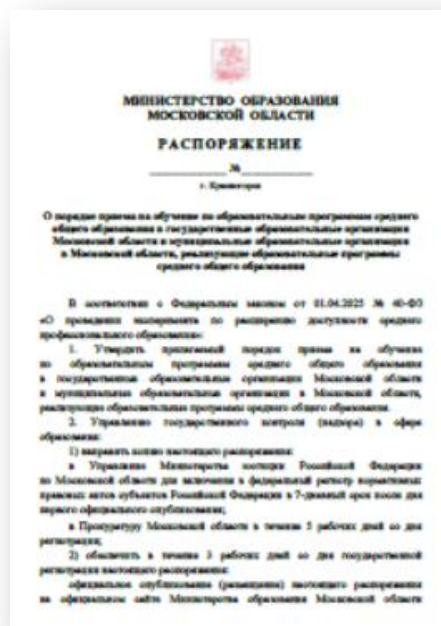 МИНИСТЕРСТВО ОБРАЗОВАНИЯ
МОСКОВСКОЙ ОБЛАСТИ
РАСПОРЯЖЕНИЕ
____________ № ____________
г. Красногорск
О порядке приема на обучение по образовательным программам среднего
общего образования в государственные образовательные организации
Московской области и муниципальные образовательные организации
в Московской области, реализующие образовательные программы
среднего общего образования
В соответствии с Федеральным законом от 01.04.2025 № 40-ФЗ
«О проведении эксперимента по расширению доступности среднего
профессионального образования»:
1. Утвердить прилагаемый порядок приема на обучение
по образовательным программам среднего общего образования
в государственные образовательные организации Московской области
и муниципальные образовательные организации в Московской области,
реализующие образовательные программы среднего общего образования.
2. Управлению государственного контроля (надзора) в сфере
образования:
1) направить копию настоящего распоряжения:
в Управление Министерства юстиции Российской Федерации
по Московской области для включения в федеральный регистр нормативных
правовых актов субъектов Российской Федерации в 7-дневный срок после дня
первого официального опубликования;
в Прокуратуру Московской области в течение 5 рабочих дней со дня
регистрации;
2) обеспечить в течение 3 рабочих дней со дня государственной
регистрации настоящего распоряжения:
официальное опубликование (размещение) настоящего распоряжения
на официальном сайте Министерства образования Московской области